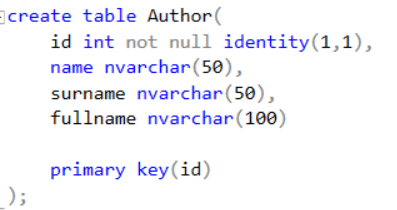 create table Author(
id int not null identity(1,1),
name nvarchar(50),
surname nvarchar(50),
fullname nvarchar(100)
primary key(id)
);